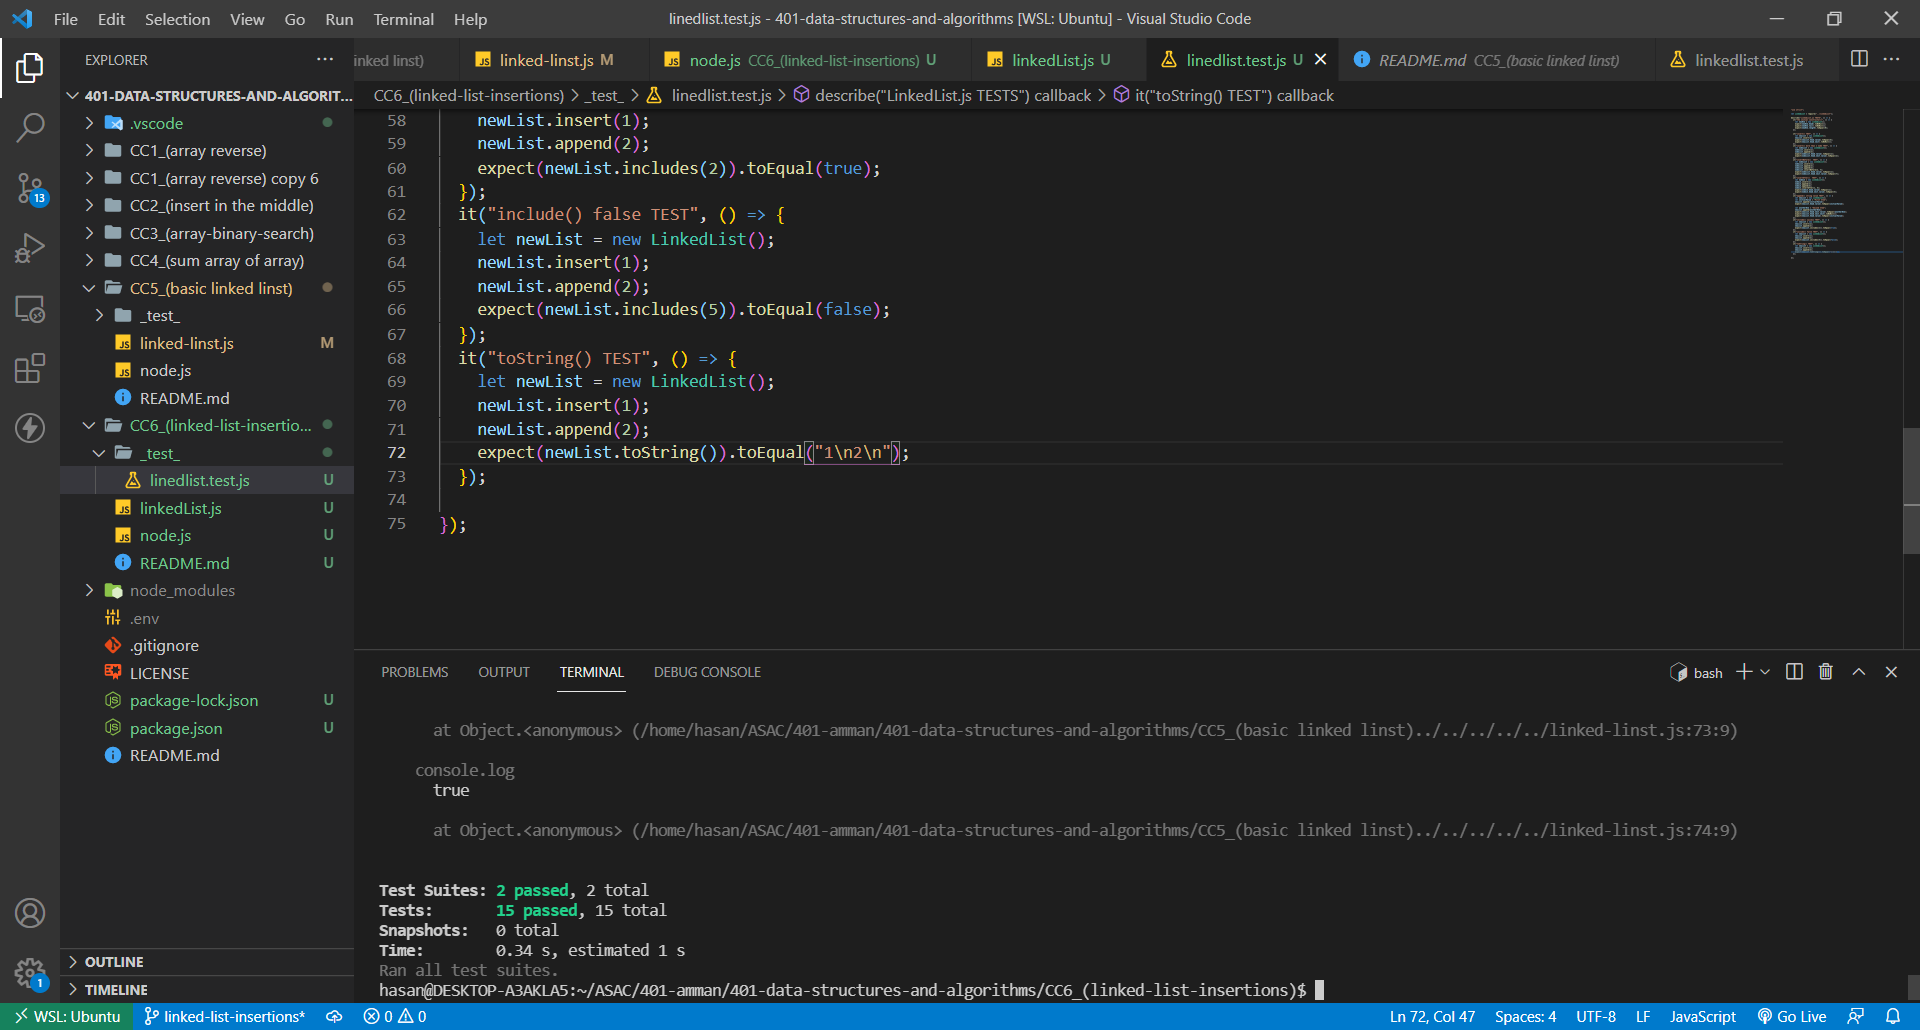 File Edit Selection View Go Run Terminal Help
linedlist.test.js - 401-data-structures-and-algorithms [WSL: Ubuntu] - Visual Studio Code
EXPLORER
inked linst)
linked-linst.js M
node.js CC6_(linked-list-insertions) U
linkedList.js U
linedlist.test.js U
README.md CC5_(basic linked linst)
linkedlist.test.js
CC6_(linked-list-insertions) > _test_ > linedlist.test.js > describe("LinkedList.js TESTS") callback > it("toString() TEST") callback
401-DATA-STRUCTURES-AND-ALGORIT...
.vscode
CC1_(array reverse)
CC1_(array reverse) copy 6
CC2_(insert in the middle)
CC3_(array-binary-search)
CC4_(sum array of array)
CC5_(basic linked linst)
_test_
linked-linst.js M
node.js
README.md
CC6_(linked-list-insertio...
_test_
linedlist.test.js U
linkedList.js U
node.js U
README.md U
node_modules
.env
.gitignore
LICENSE
package-lock.json U
package.json U
README.md
OUTLINE
TIMELINE
13
1
58 newList.insert(1);
59 newList.append(2);
60 expect(newList.includes(2)).toEqual(true);
61 });
62 it("include() false TEST", () => {
63 let newList = new LinkedList();
64 newList.insert(1);
65 newList.append(2);
66 expect(newList.includes(5)).toEqual(false);
67 });
68 it("toString() TEST", () => {
69 let newList = new LinkedList();
70 newList.insert(1);
71 newList.append(2);
72 expect(newList.toString()).toEqual("1\n2\n");
73 });
74
75 });
PROBLEMS OUTPUT TERMINAL DEBUG CONSOLE
bash
at Object.<anonymous> (/home/hasan/ASAC/401-amman/401-data-structures-and-algorithms/CC5_(basic linked linst)../../../../../linked-linst.js:73:9)
console.log
true
at Object.<anonymous> (/home/hasan/ASAC/401-amman/401-data-structures-and-algorithms/CC5_(basic linked linst)../../../../../linked-linst.js:74:9)
Test Suites: 2 passed, 2 total
Tests: 15 passed, 15 total
Snapshots: 0 total
Time: 0.34 s, estimated 1 s
Ran all test suites.
hasan@DESKTOP-A3AKLA5:~/ASAC/401-amman/401-data-structures-and-algorithms/CC6_(linked-list-insertions)$
WSL: Ubuntu linked-list-insertions* 0 0 Ln 72, Col 47 Spaces: 4 UTF-8 LF JavaScript Go Live